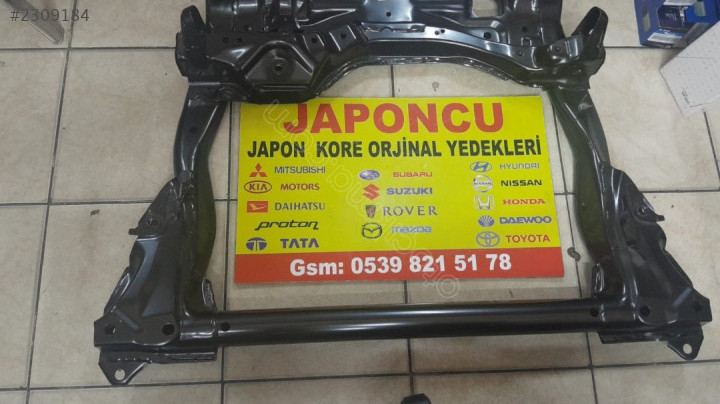 #2309184
JAPONCU
JAPON KORE ORJİNAL YEDEKLERİ
MITSUBISHI
SUBARU
HYUNDAI
KIA MOTORS
SUZUKI
NISSAN
DAIHATSU
ROVER
HONDA
proton
mazda
DAEWOO
TATA
TOYOTA
Gsm: 0539 821 51 78